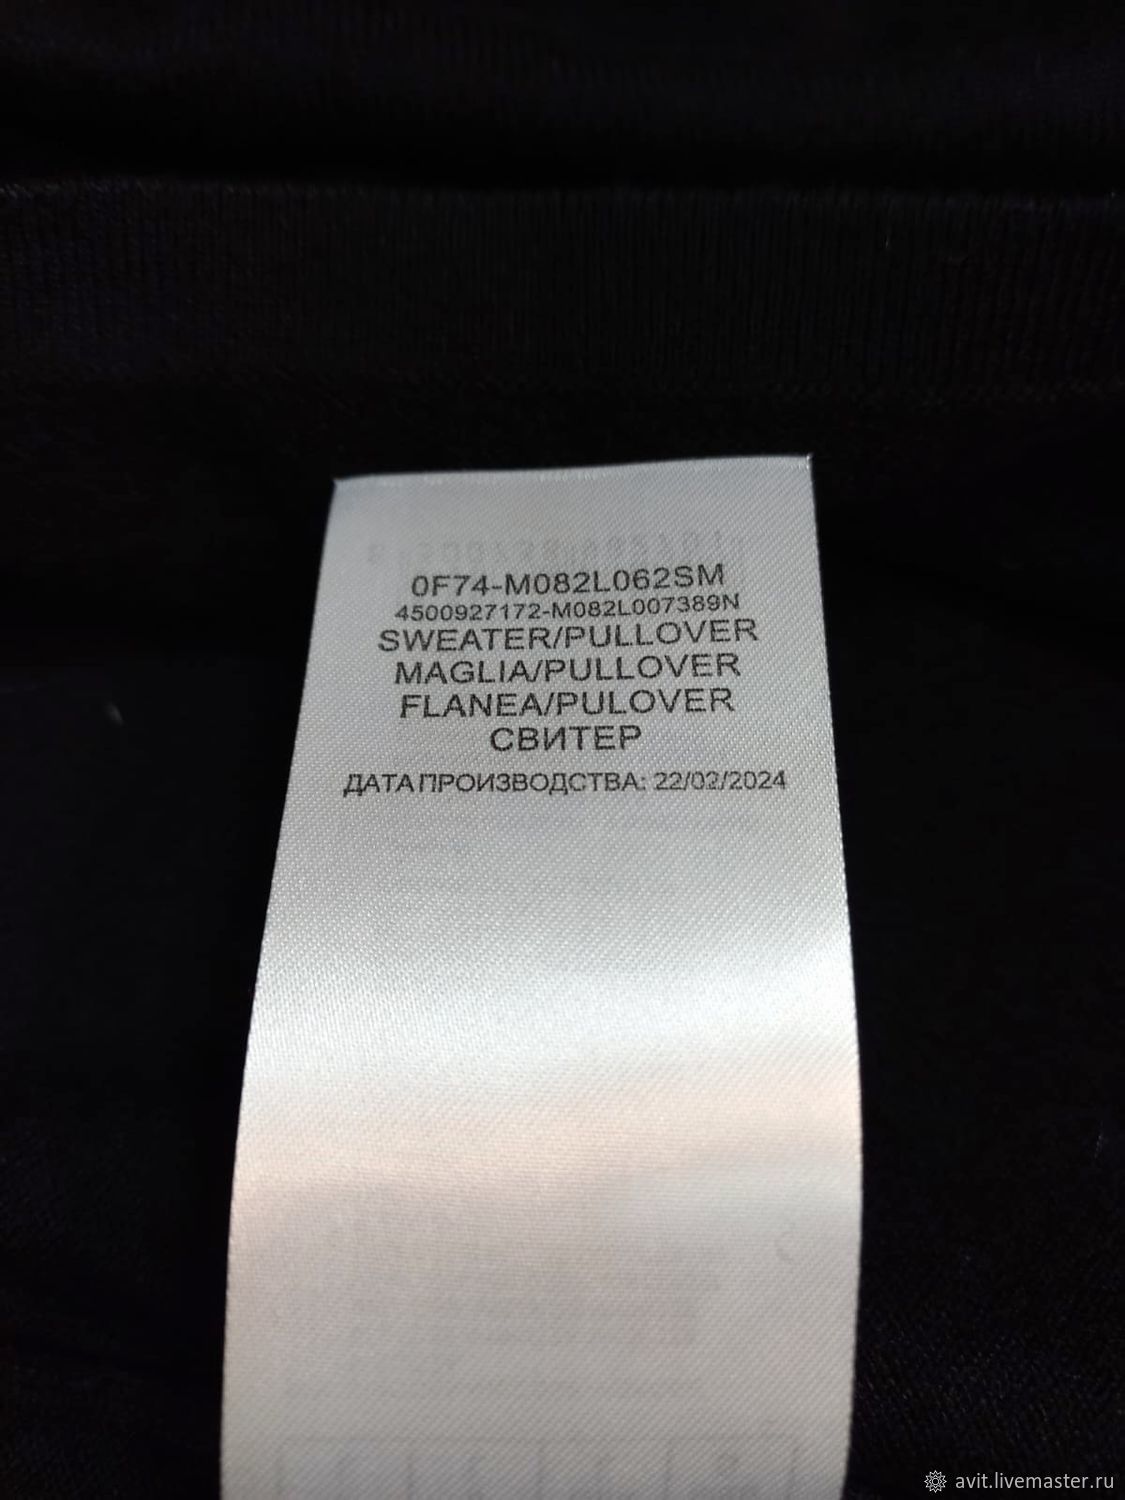 0F74-M082L062SM
4500927172-M082L007389N
SWEATER/PULLOVER
MAGLIA/PULLOVER
FLANEA/PULOVER
СВИТЕР
ДАТА ПРОИЗВОДСТВА: 22/02/2024
avit.livemaster.ru